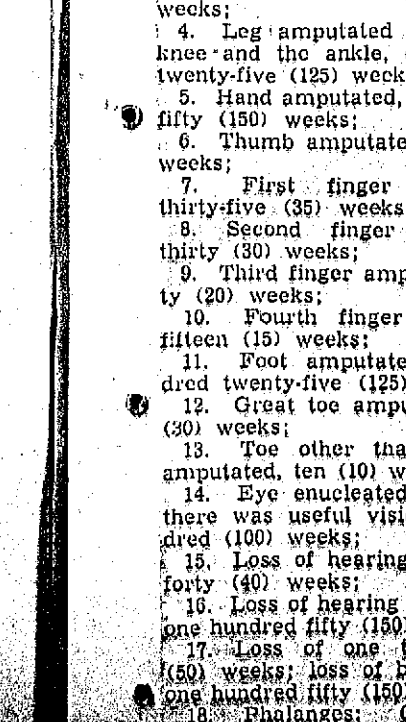 weeks;
4. Leg amputated
knee and the ankle,
twenty-five (125) week
5. Hand amputated,
fifty (150) weeks;
6. Thumb amputate
weeks;
7. First finger
thirty-five (35) weeks
8. Second finger
thirty (30) weeks;
9. Third finger amp
ty (20) weeks;
10. Fourth finger
fifteen (15) weeks;
11. Foot amputate
dred twenty-five (125)
12. Great toe ampu
(30) weeks;
13. Toe other tha
amputated, ten (10) w
14. Eye enucleated
there was useful visi
dred (100) weeks;
15. Loss of hearing
forty (40) weeks;
16. Loss of hearing
one hundred fifty (150)
17. Loss of one t
(50) weeks; loss of b
one hundred fifty (150)
18. Phalanges: